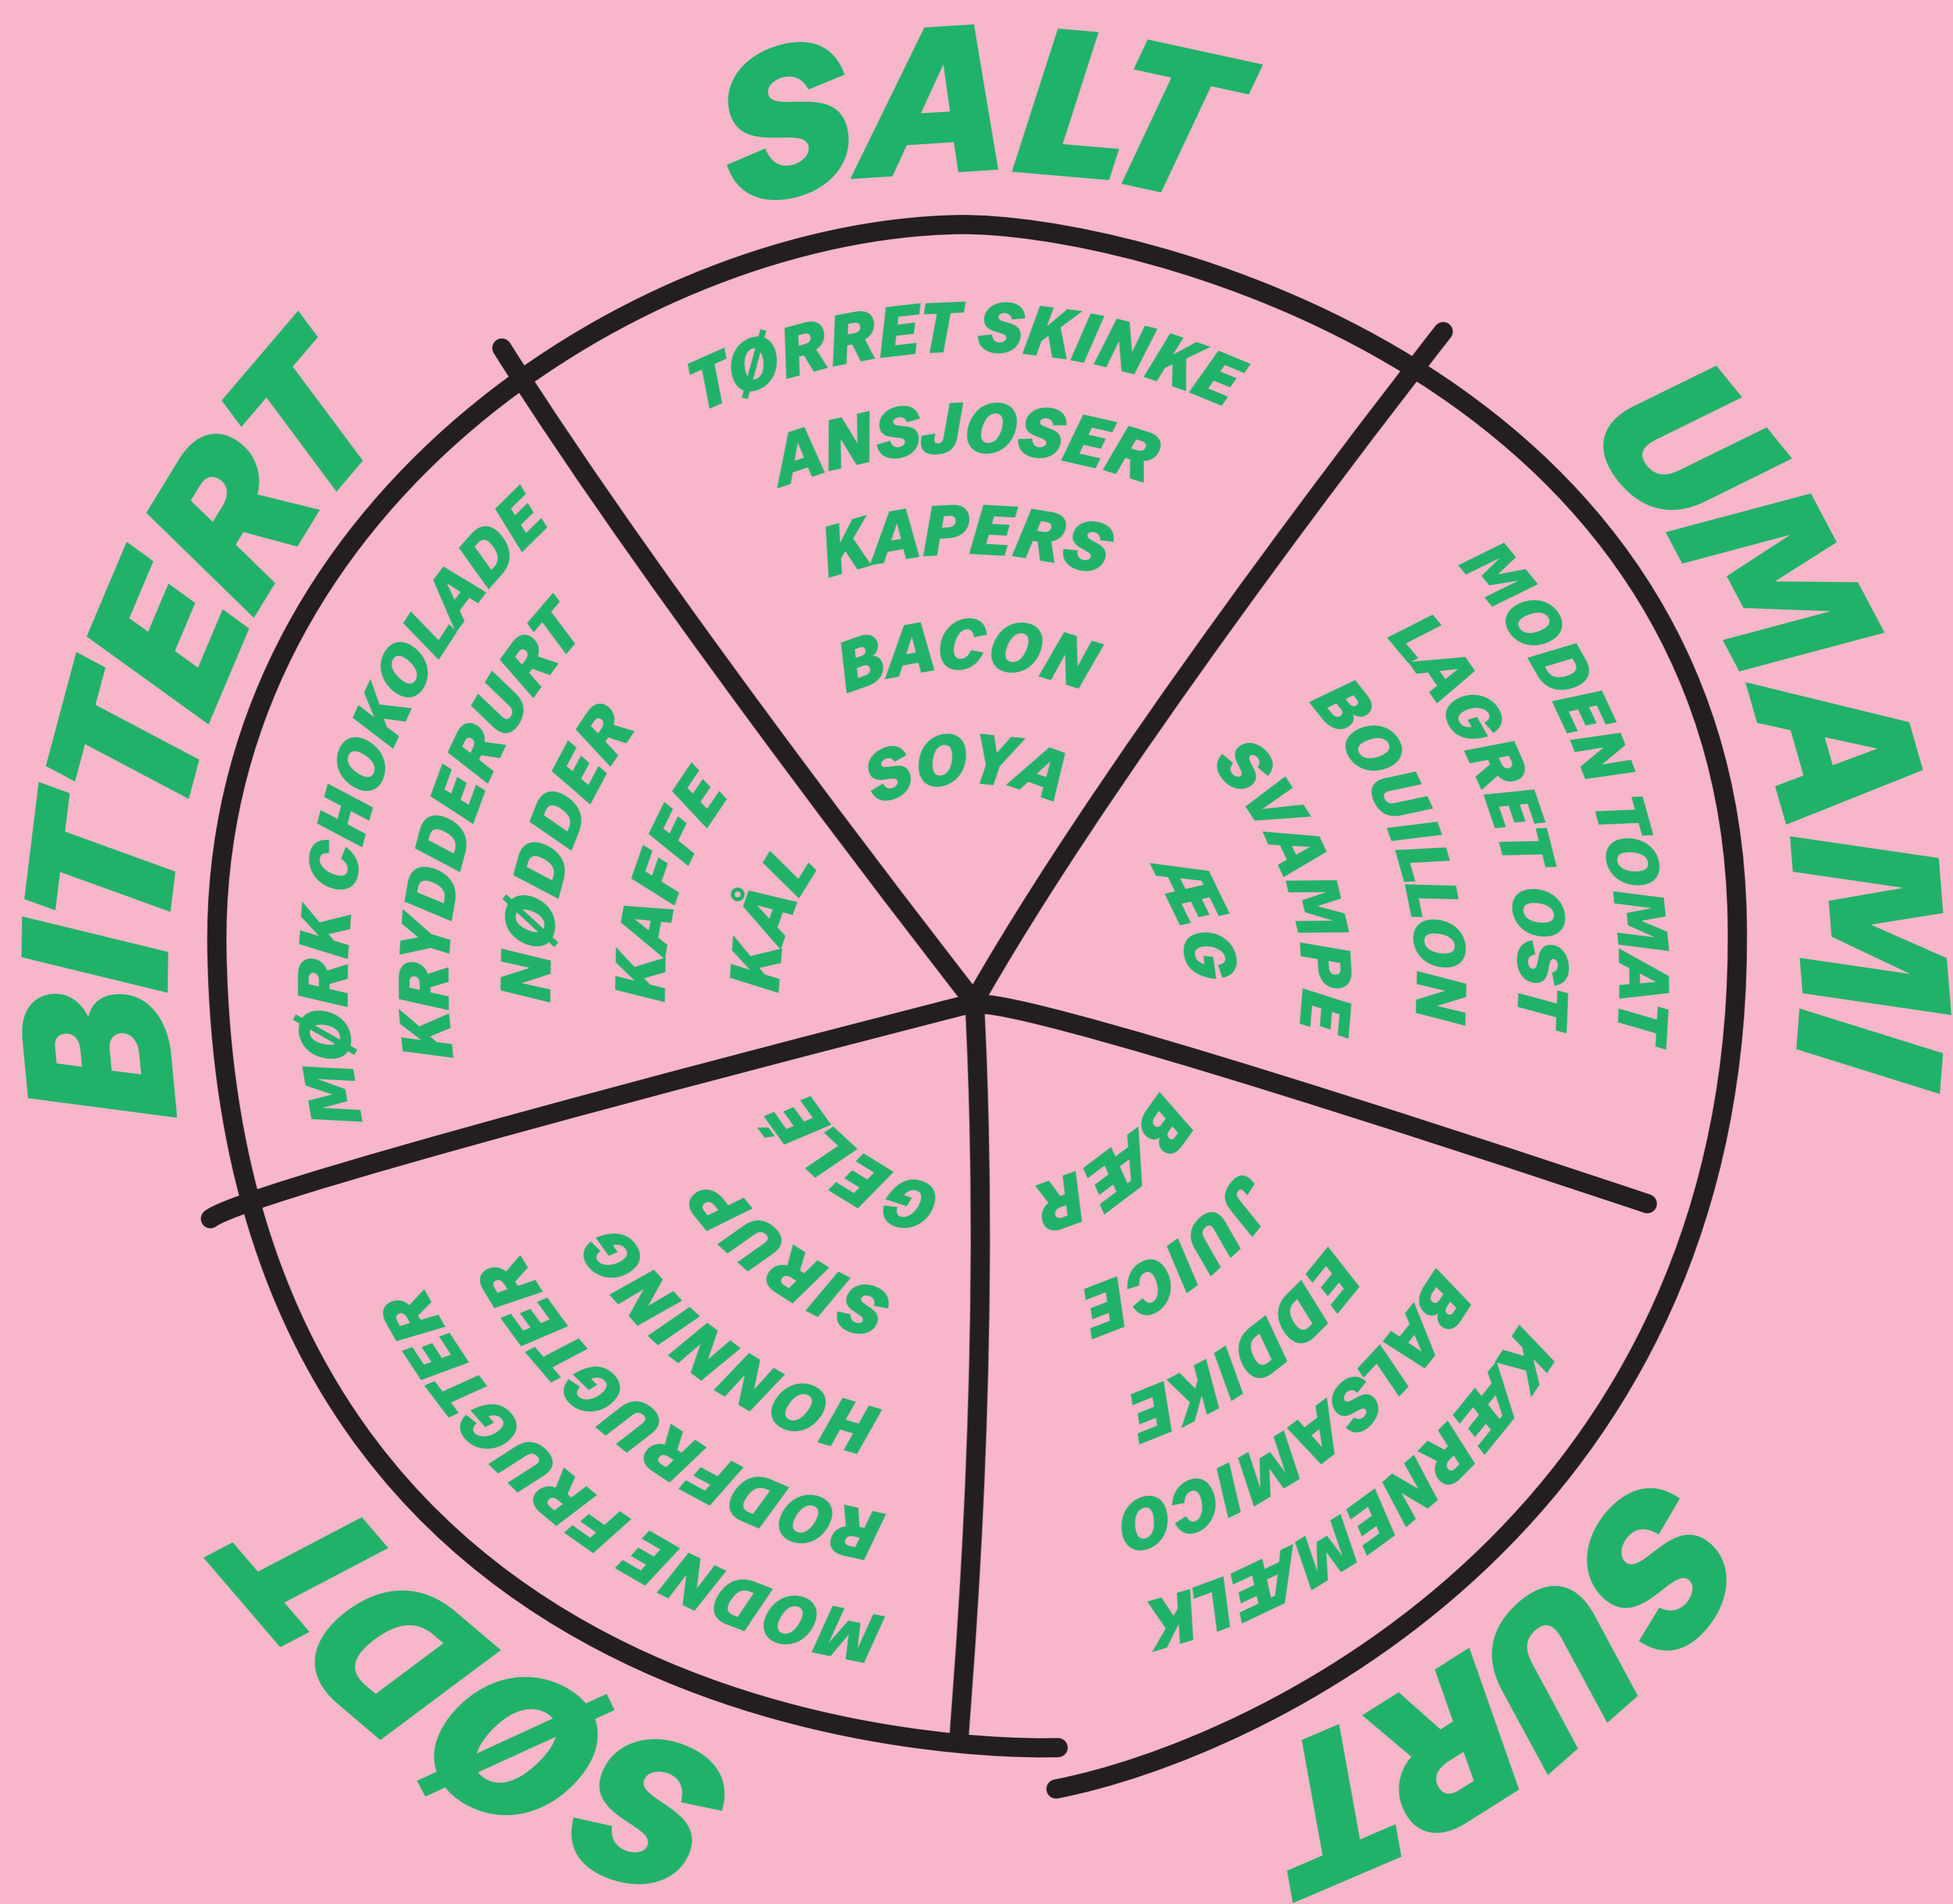 SALT
TØRRET SKINKE
ANSJOSER
KAPERS
BACON
SOYA
UMAMI
MODEN TOMAT
LAGRET OST
BOUILLON
SVAMPE
ÆG
SURT
KÆRNEMÆLK
BALSAMICO
EDDIKE
JUICE
BÆR
SØDT
MODNE FRUGTER
RODFRUGTER
HONNING
SIRUP
GELÉ
BITTERT
MØRK CHOKOLADE
KRYDDERURT
NØDDER
KAFFE
KÅL